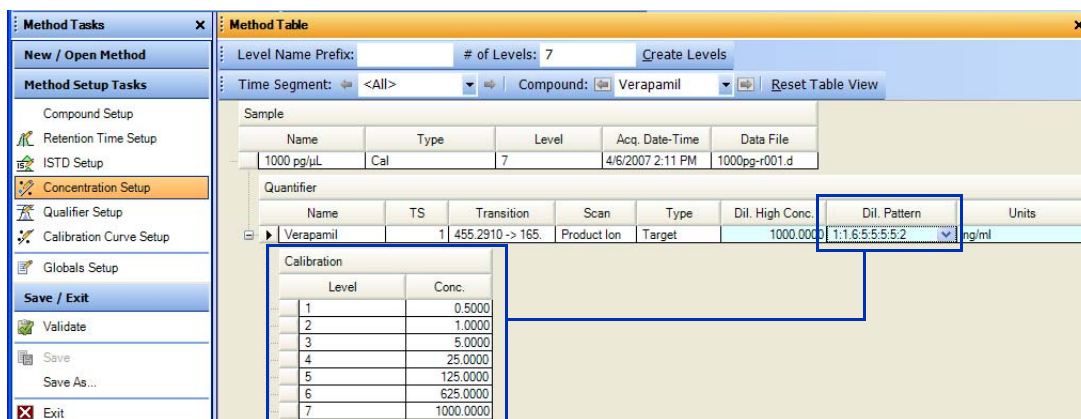 Method Tasks
New / Open Method
Method Setup Tasks
Compound Setup
Retention Time Setup
ISTD Setup
Concentration Setup
Qualifier Setup
Calibration Curve Setup
Globals Setup
Save / Exit
Validate
Save
Save As...
Exit
Method Table
Level Name Prefix: # of Levels: 7 Create Levels
Time Segment: <All> Compound: Verapamil Reset Table View
Sample
Name Type Level Acq. Date-Time Data File
1000 pg/µL Cal 7 4/6/2007 2:11 PM 1000pg-r001.d
Quantifier
Name TS Transition Scan Type Dil. High Conc. Dil. Pattern Units
Verapamil 1 455.2910 -> 165. Product Ion Target 1000.0000 1:1.6:5:5:5:5:2 ng/ml
Calibration
Level Conc.
1 0.5000
2 1.0000
3 5.0000
4 25.0000
5 125.0000
6 625.0000
7 1000.0000